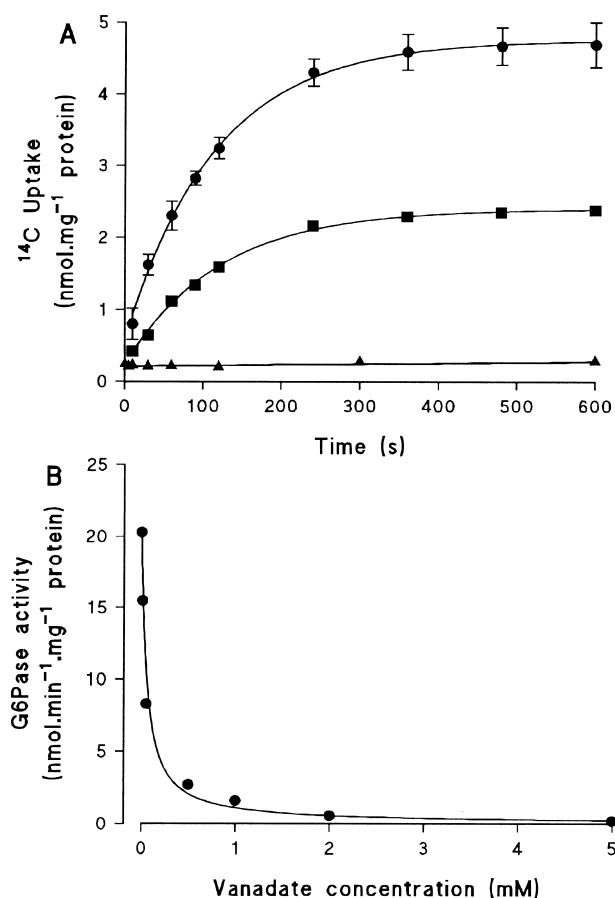 A
5
4
3
2
1
0
¹⁴C Uptake
(nmol.mg⁻¹ protein)
0 100 200 300 400 500 600
Time (s)
B
25
20
15
10
5
0
G6Pase activity
(nmol.min⁻¹.mg⁻¹ protein)
0 1 2 3 4 5
Vanadate concentration (mM)